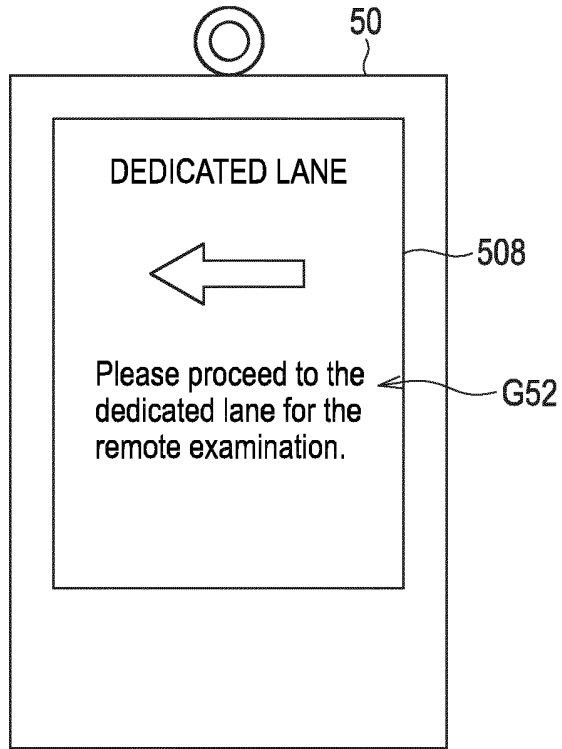 50
DEDICATED LANE
508
Please proceed to the
dedicated lane for the
remote examination.
G52